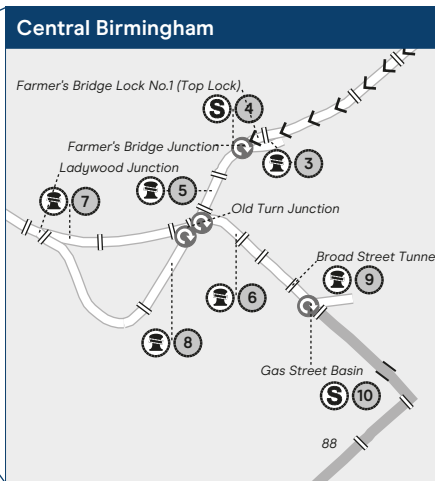 Central Birmingham
Farmer's Bridge Lock No.1 (Top Lock)
S 4
Farmer's Bridge Junction
3
Ladywood Junction
5
7
Old Turn Junction
Broad Street Tunne
9
6
8
Gas Street Basin
S 10
88